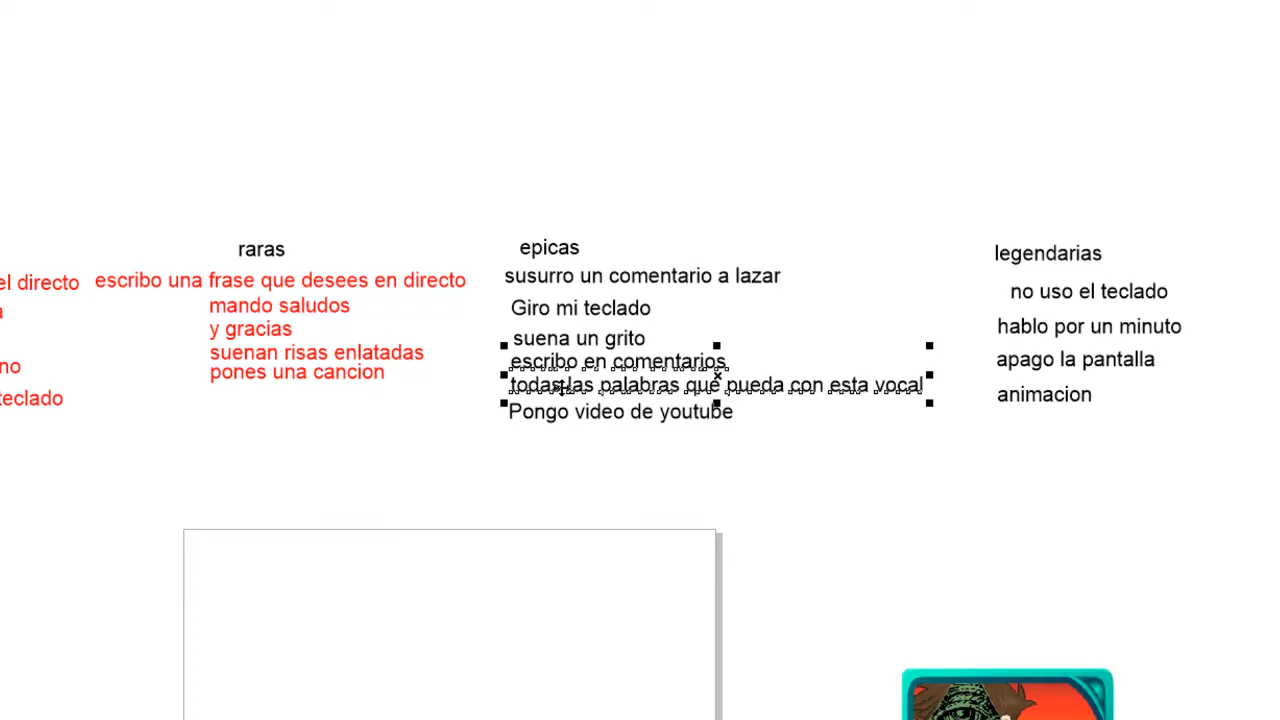 el directo
a
no
teclado
raras
escribo una frase que desees en directo
mando saludos
y gracias
suenan risas enlatadas
pones una cancion
epicas
susurro un comentario a lazar
Giro mi teclado
suena un grito
escribo en comentarios
todas las palabras que pueda con esta vocal
Pongo video de youtube
legendarias
no uso el teclado
hablo por un minuto
apago la pantalla
animacion